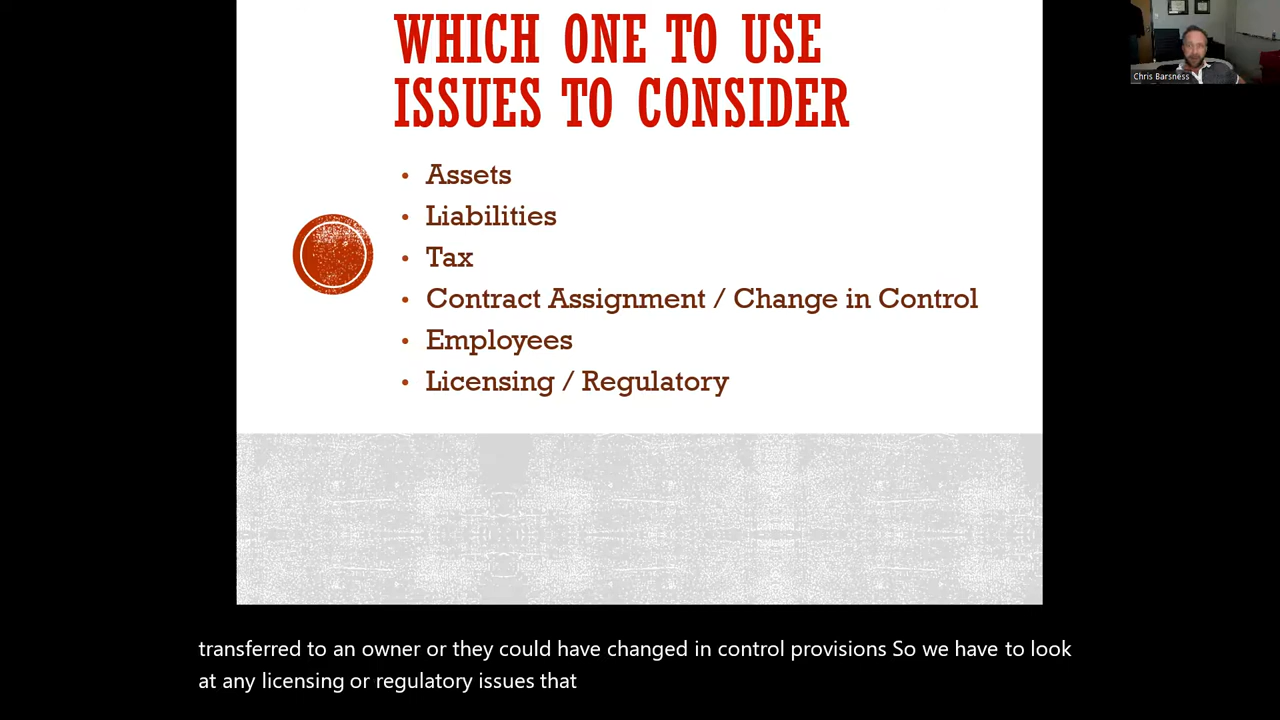 WHICH ONE TO USE
ISSUES TO CONSIDER
• Assets
• Liabilities
• Tax
• Contract Assignment / Change in Control
• Employees
• Licensing / Regulatory
Chris Barsness
transferred to an owner or they could have changed in control provisions So we have to look
at any licensing or regulatory issues that